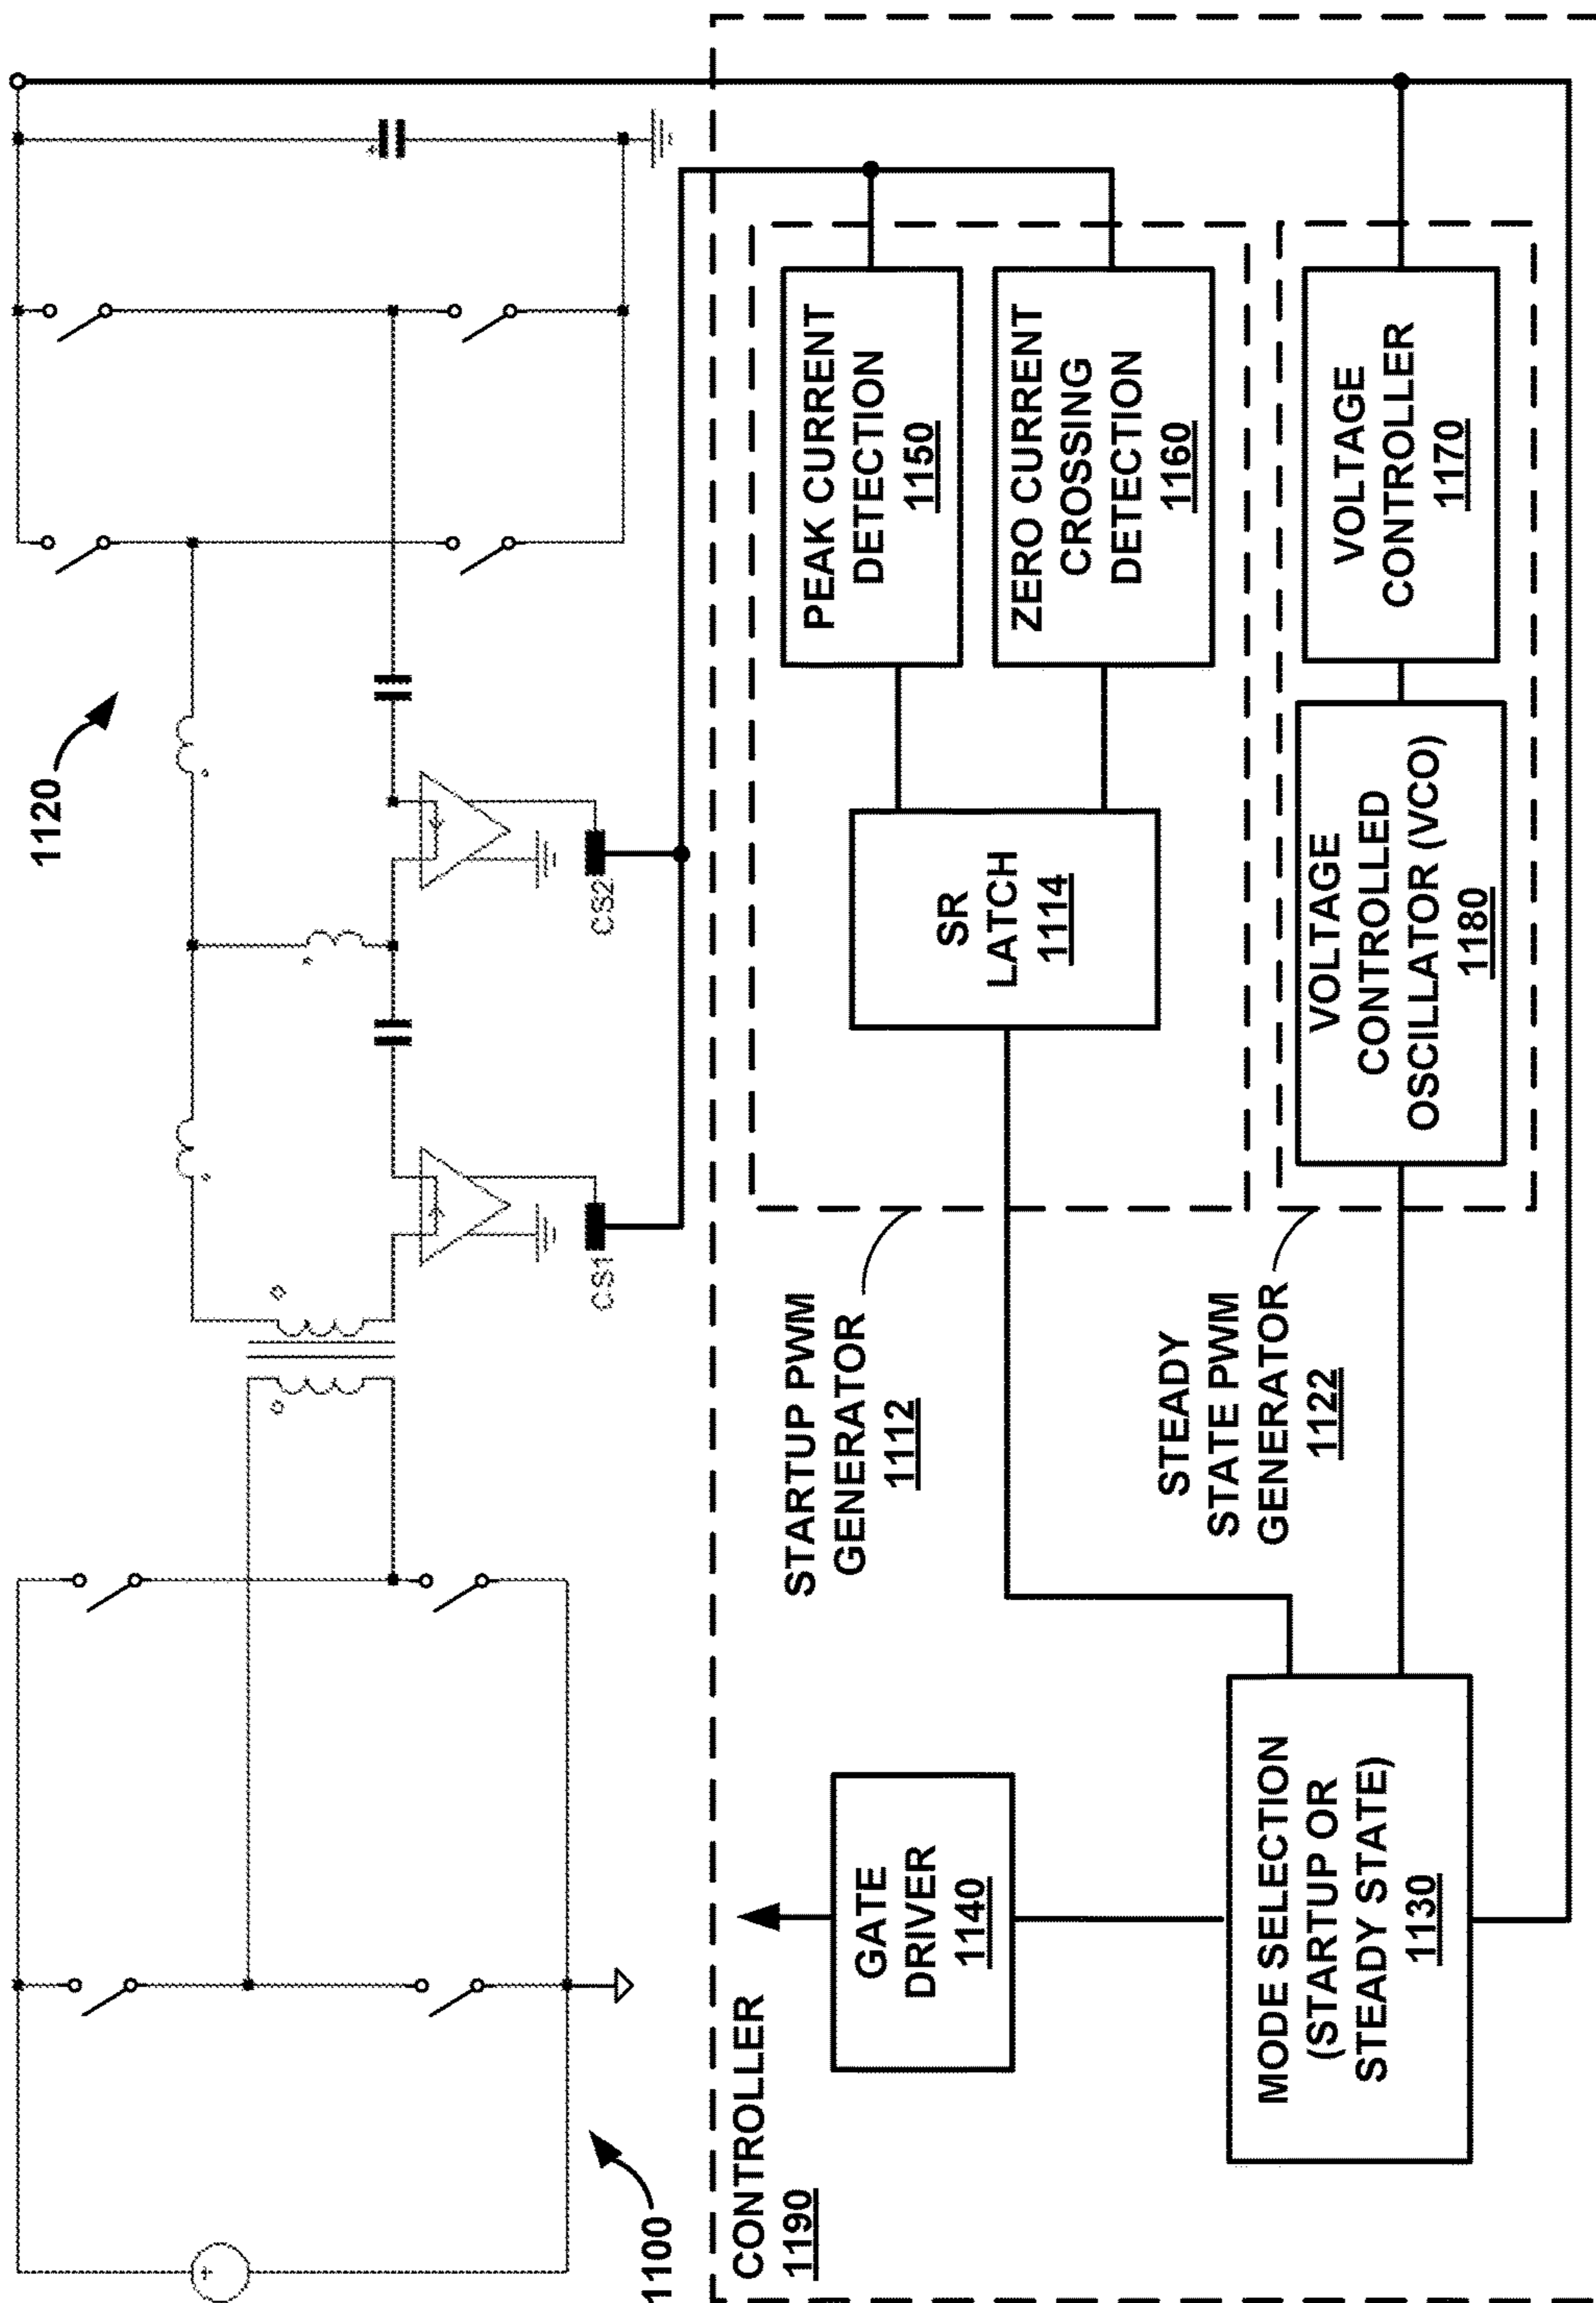 1120
CS1
CS2
1100
CONTROLLER
1190
GATE
DRIVER
1140
STARTUP PWM
GENERATOR
1112
SR
LATCH
1114
PEAK CURRENT
DETECTION
1150
ZERO CURRENT
CROSSING
DETECTION
1160
MODE SELECTION
(STARTUP OR
STEADY STATE)
1130
STEADY
STATE PWM
GENERATOR
1122
VOLTAGE
CONTROLLED
OSCILLATOR (VCO)
1180
VOLTAGE
CONTROLLER
1170